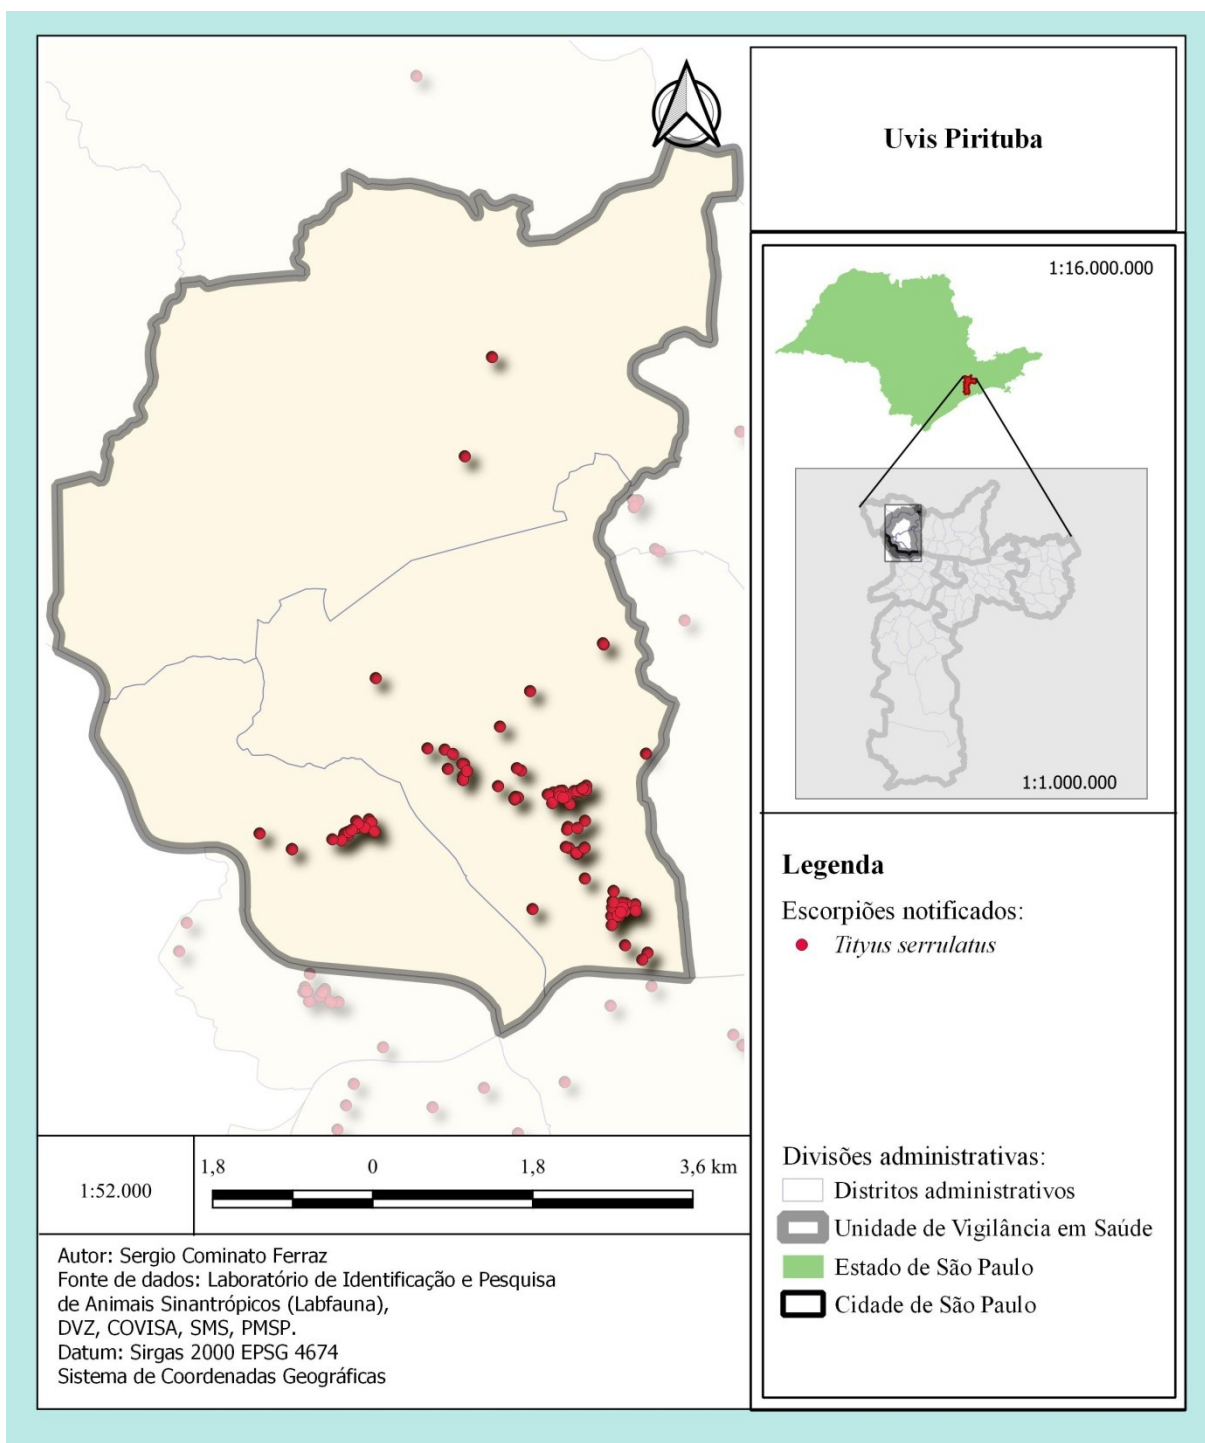 Uvis Pirituba
1:16.000.000
1:1.000.000
Legenda
Escorpiões notificados:
Tityus serrulatus
Divisões administrativas:
Distritos administrativos
Unidade de Vigilância em Saúde
Estado de São Paulo
Cidade de São Paulo
1:52.000
1,8 0 1,8 3,6 km
Autor: Sergio Cominato Ferraz
Fonte de dados: Laboratório de Identificação e Pesquisa
de Animais Sinantrópicos (Labfauna),
DVZ, COVISA, SMS, PMSP.
Datum: Sirgas 2000 EPSG 4674
Sistema de Coordenadas Geográficas